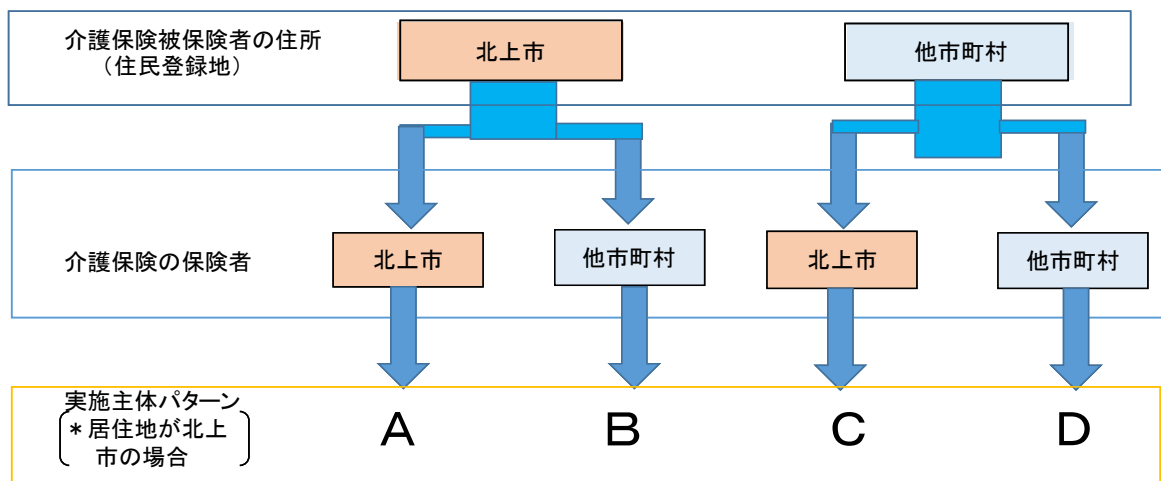 介護保険被保険者の住所
（住民登録地）
北上市
他市町村
介護保険の保険者
北上市
他市町村
北上市
他市町村
実施主体パターン
＊居住地が北上
市の場合
A
B
C
D